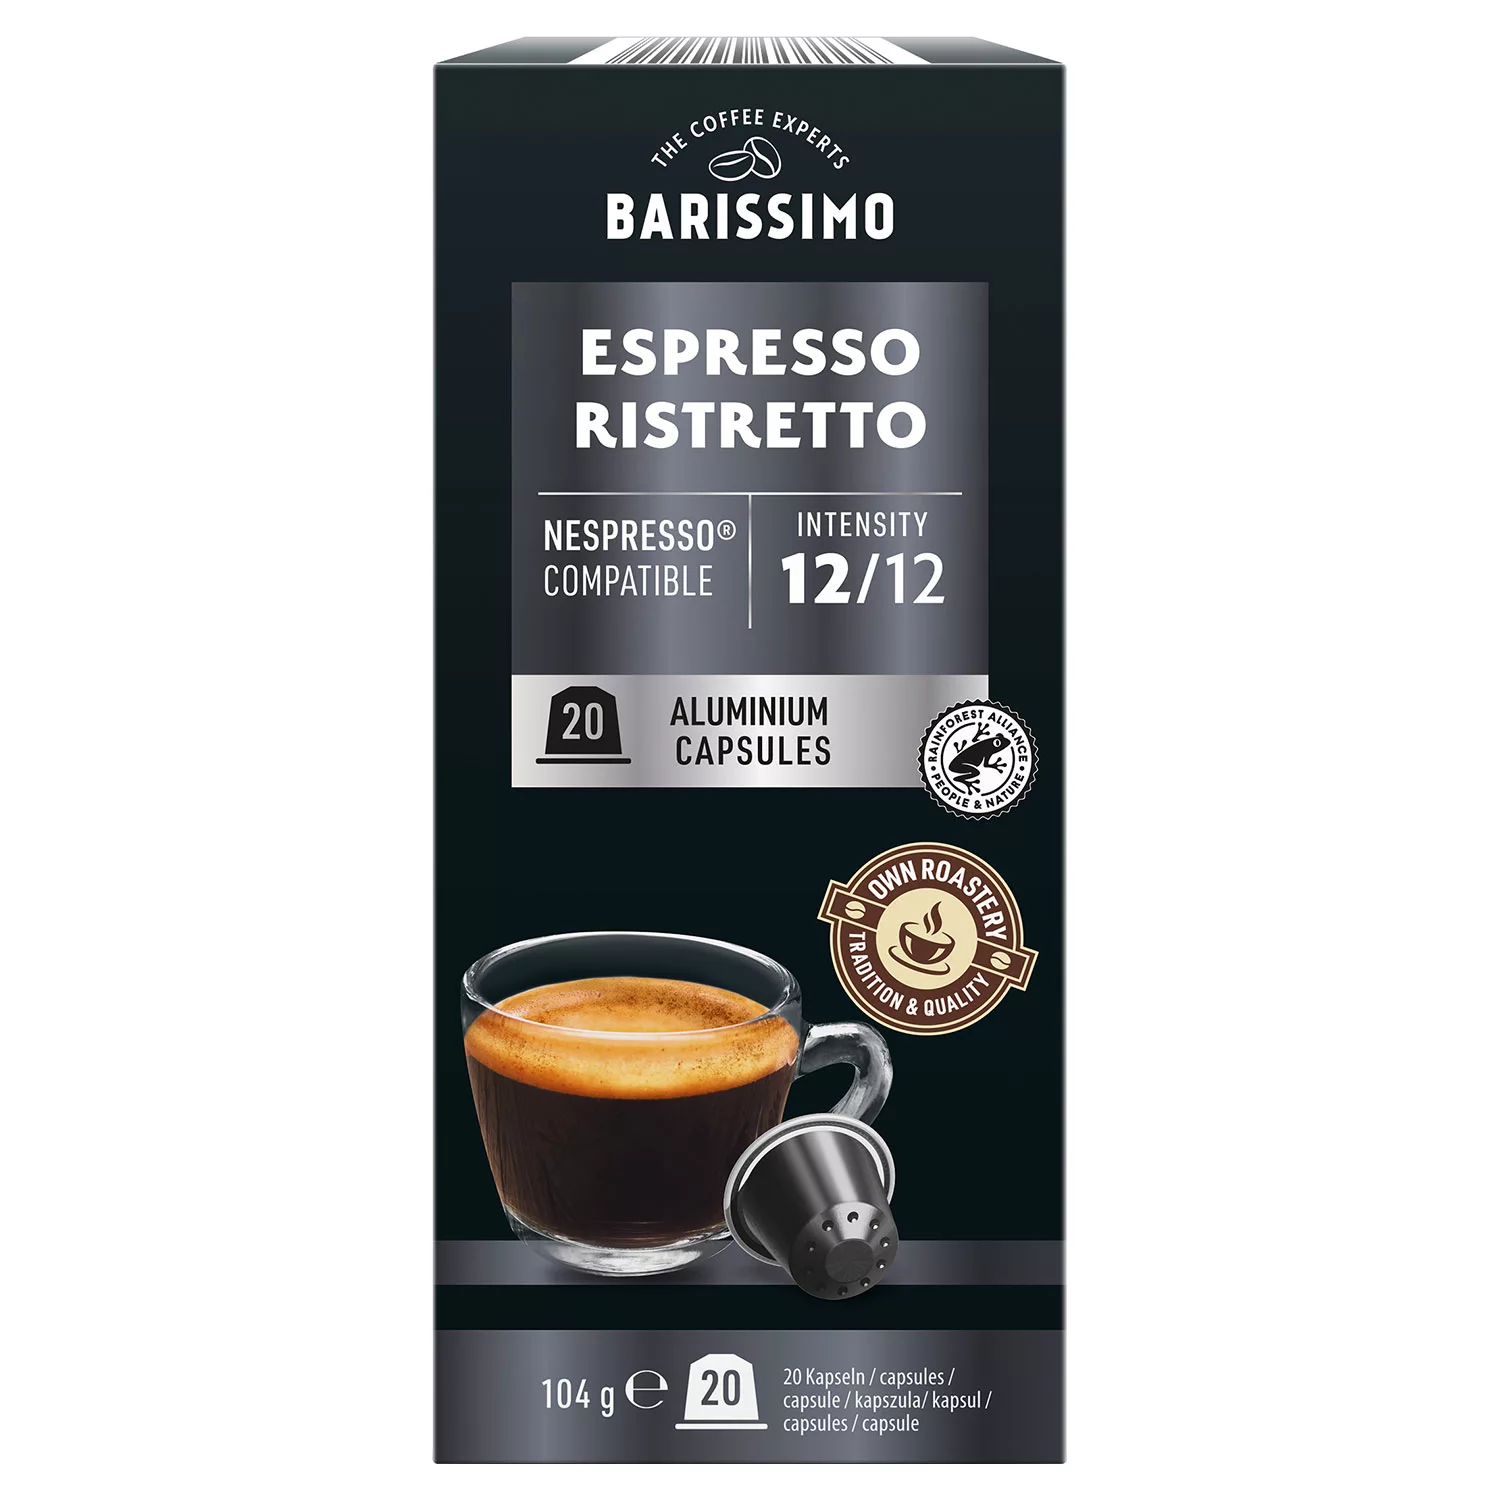 THE COFFEE EXPERTS
BARISSIMO
ESPRESSO
RISTRETTO
NESPRESSO®
COMPATIBLE
INTENSITY
12/12
20
ALUMINIUM
CAPSULES
RAINFOREST ALLIANCE
• PEOPLE & NATURE •
OWN ROASTERY
TRADITION & QUALITY
104 g ℮
20
20 Kapseln / capsules /
capsule / kapszula/ kapsul /
capsules / capsule